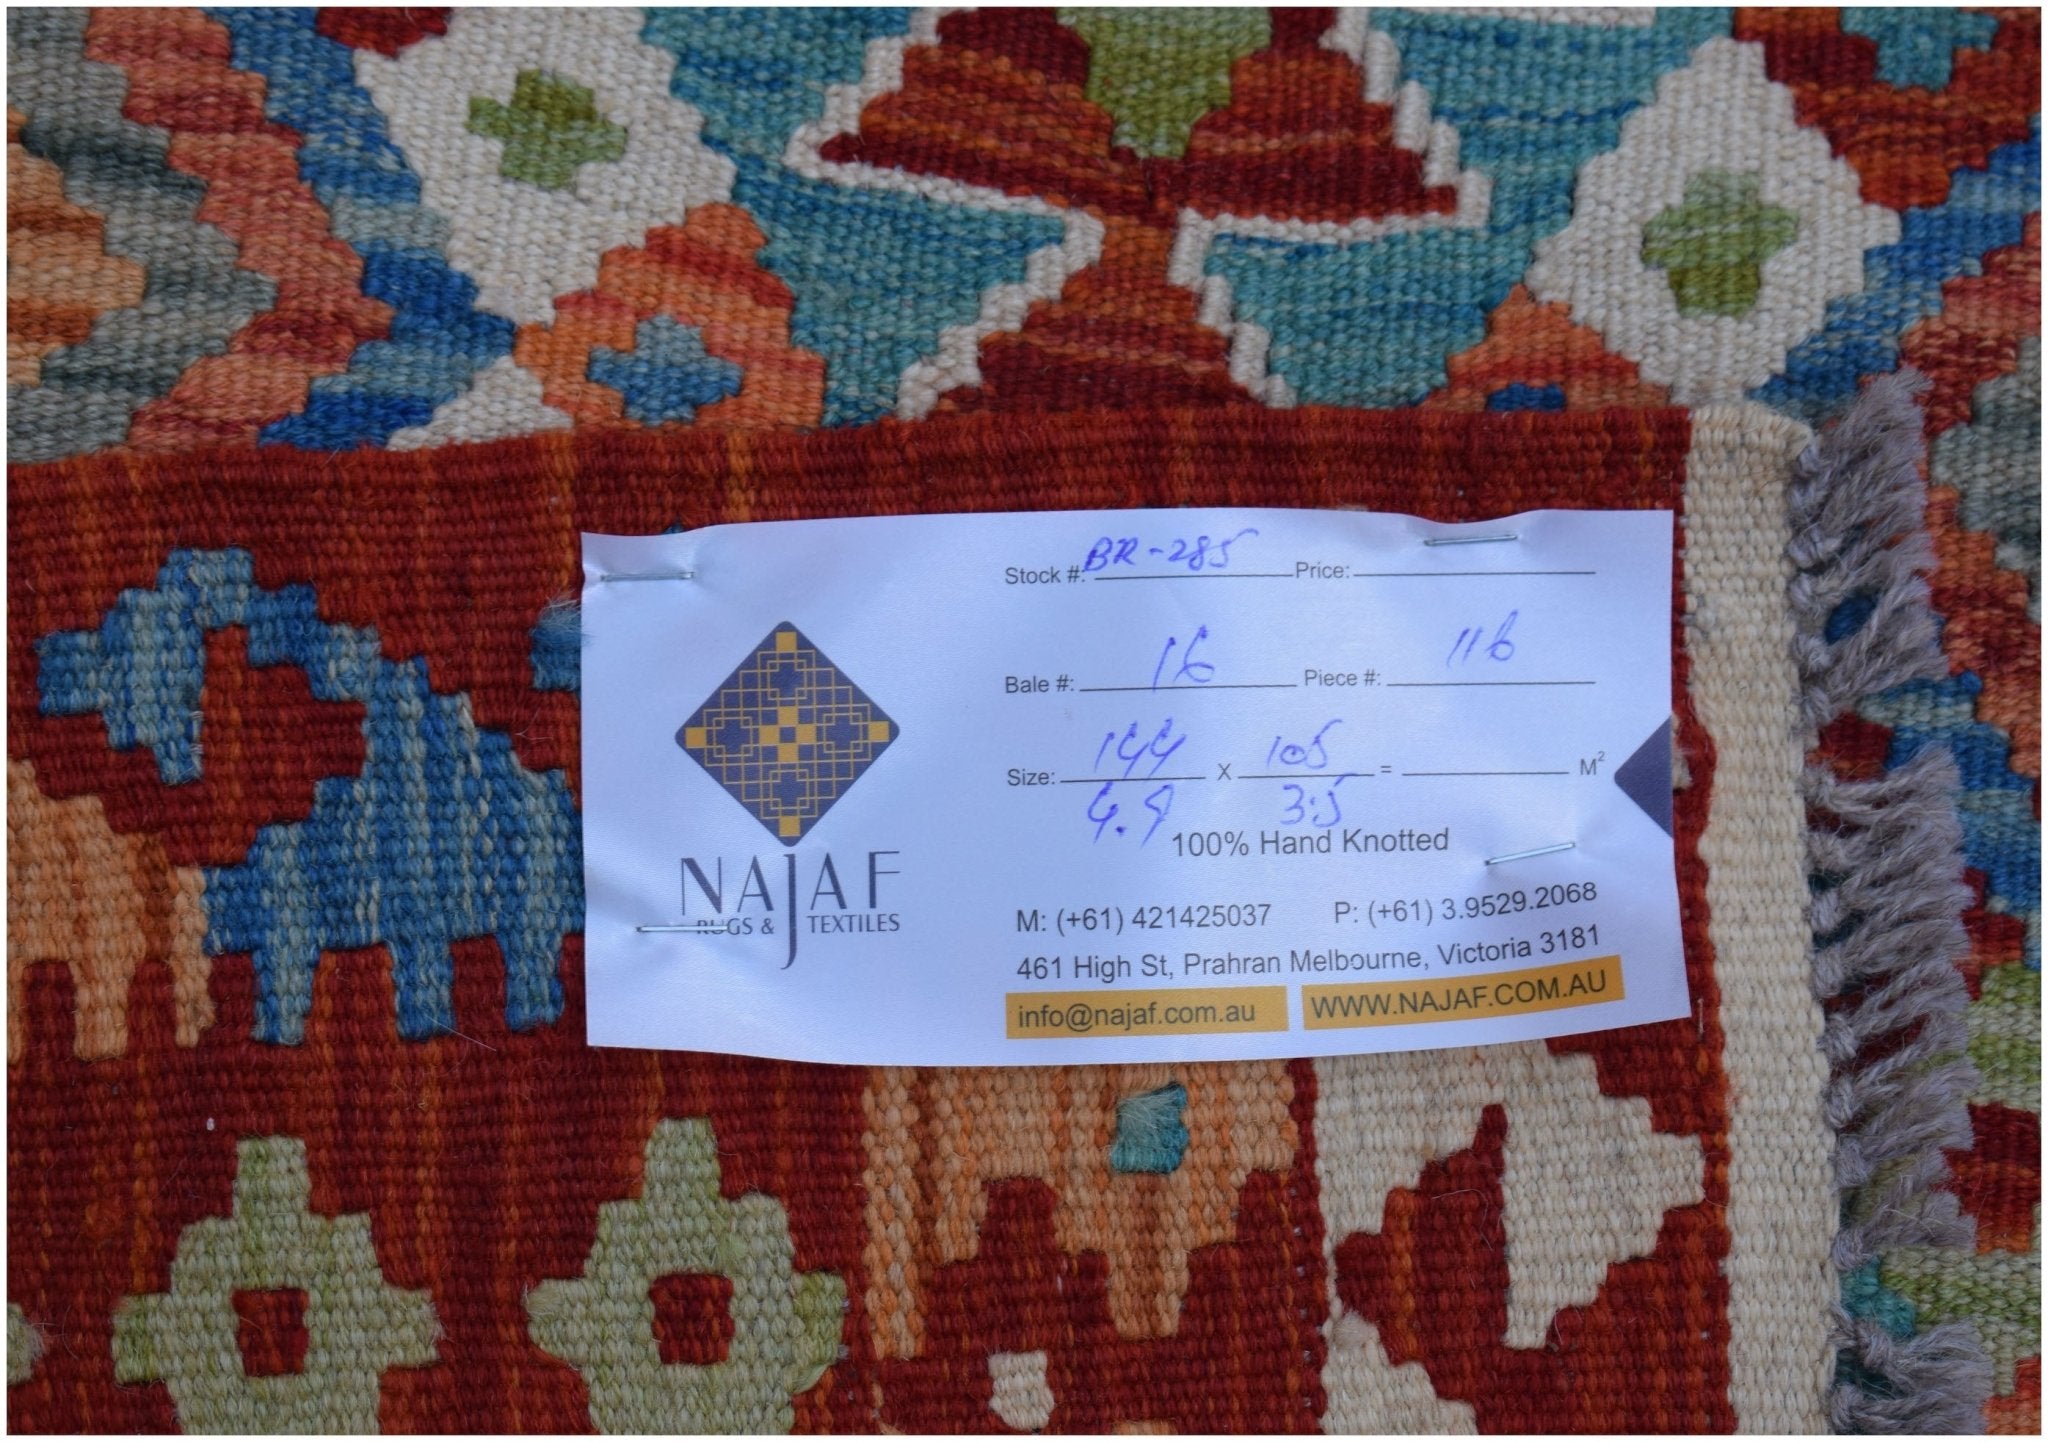 Stock #: BR-285 Price:
Bale #: 16 Piece #: 116
Size: 144 X 105 = M²
4.9 3:5
100% Hand Knotted
NAJAF
RUGS & TEXTILES
M: (+61) 421425037 P: (+61) 3.9529.2068
461 High St, Prahran Melbourne, Victoria 3181
info@najaf.com.au WWW.NAJAF.COM.AU